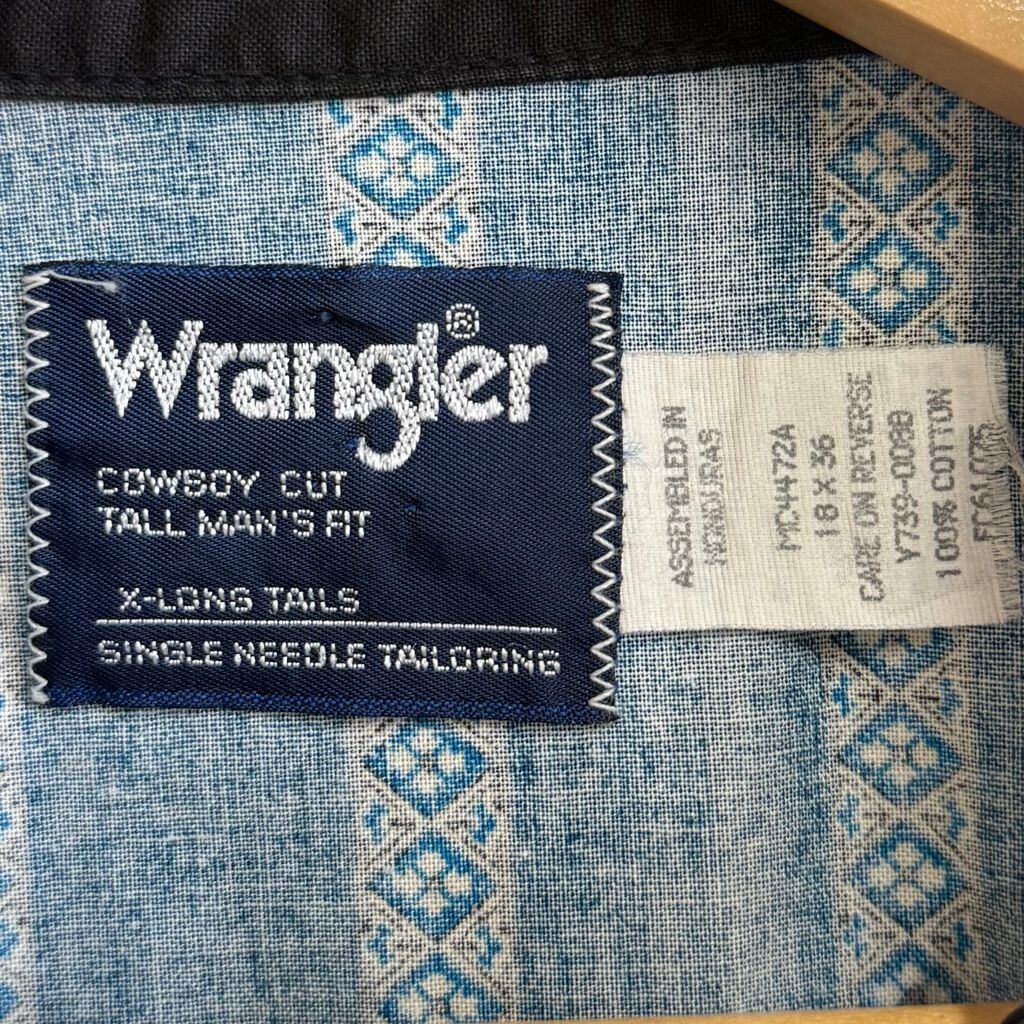 Wrangler®
COWBOY CUT
TALL MAN'S FIT
X-LONG TAILS
SINGLE NEEDLE TAILORING
ASSEMBLED IN
HONDURAS
MC4472A
18 x 36
CARE ON REVERSE
Y739-0088
100% COTTON